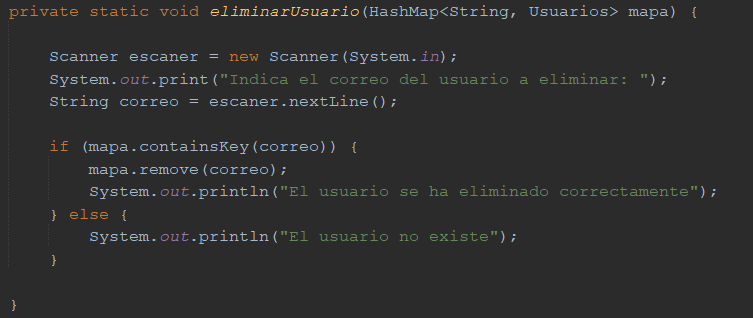 private static void eliminarUsuario(HashMap<String, Usuarios> mapa) {
Scanner escaner = new Scanner(System.in);
System.out.print("Indica el correo del usuario a eliminar: ");
String correo = escaner.nextLine();
if (mapa.containsKey(correo)) {
mapa.remove(correo);
System.out.println("El usuario se ha eliminado correctamente");
} else {
System.out.println("El usuario no existe");
}
}